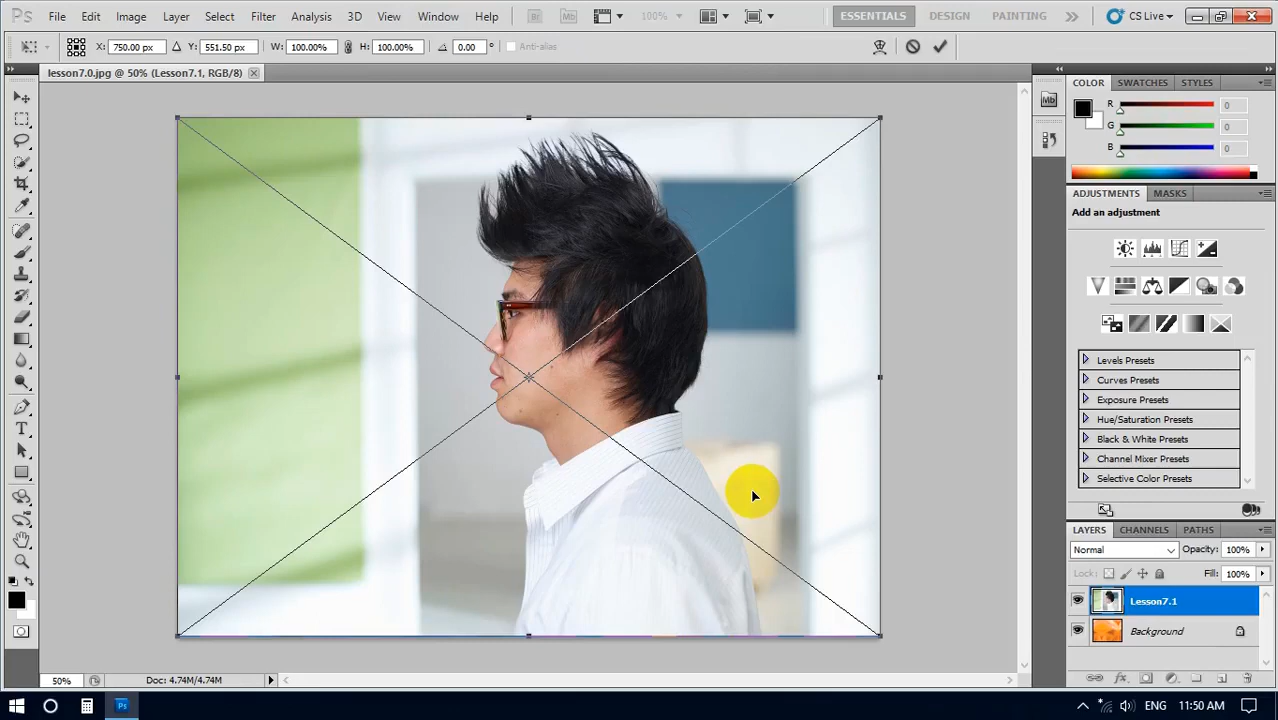 Ps File Edit Image Layer Select Filter Analysis 3D View Window Help Br Mb 100% ESSENTIALS DESIGN PAINTING CS Live
X: 750.00 px Y: 551.50 px W: 100.00% H: 100.00% 0.00 ° Anti-alias
lesson7.0.jpg @ 50% (Lesson7.1, RGB/8)
COLOR SWATCHES STYLES
Mb
R 0
G 0
B 0
ADJUSTMENTS MASKS
Add an adjustment
Levels Presets
Curves Presets
Exposure Presets
Hue/Saturation Presets
Black & White Presets
Channel Mixer Presets
Selective Color Presets
LAYERS CHANNELS PATHS
Normal Opacity: 100%
Lock: Fill: 100%
Lesson7.1
Background
50% Doc: 4.74M/4.74M
Ps ENG 11:50 AM